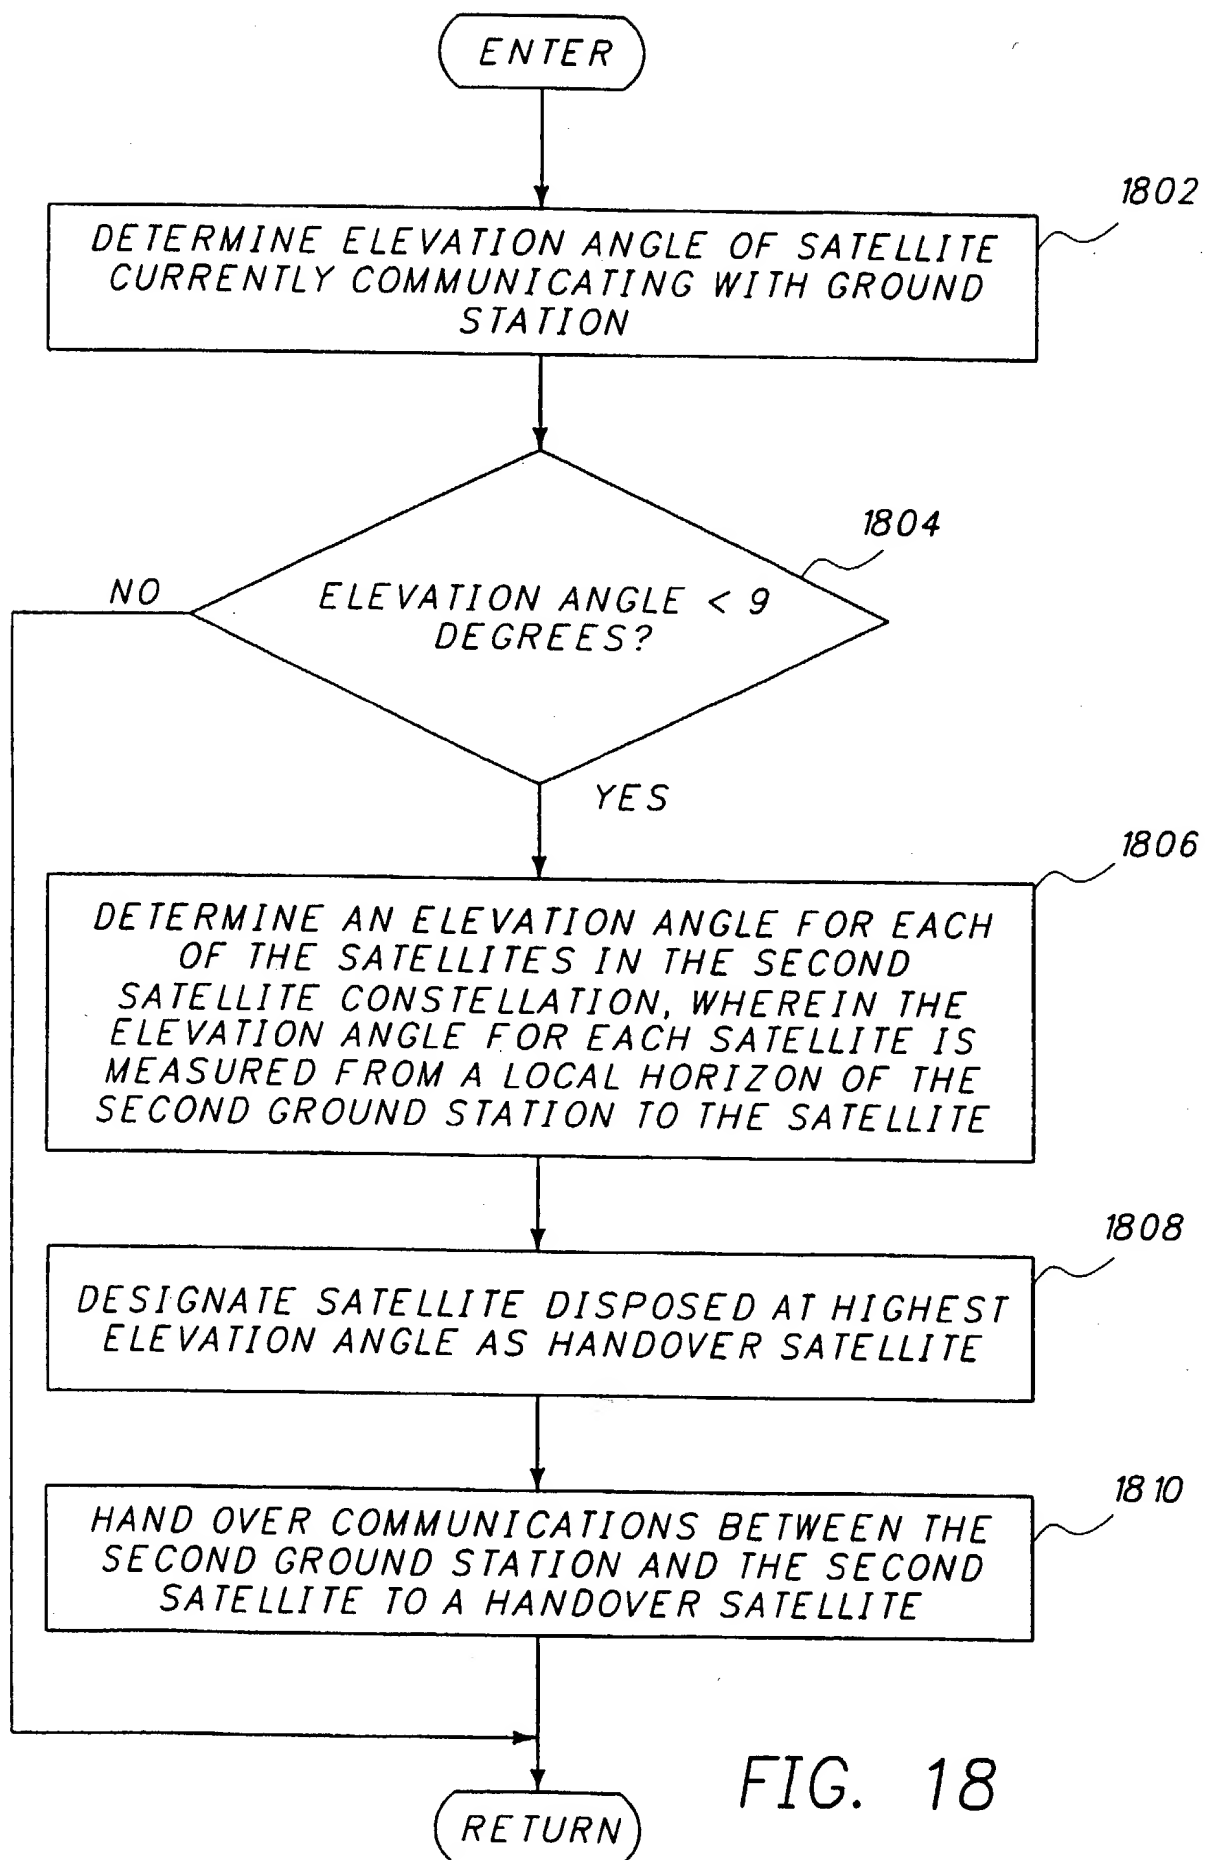 ENTER
1802
DETERMINE ELEVATION ANGLE OF SATELLITE
CURRENTLY COMMUNICATING WITH GROUND
STATION
1804
NO
ELEVATION ANGLE < 9
DEGREES?
YES
1806
DETERMINE AN ELEVATION ANGLE FOR EACH
OF THE SATELLITES IN THE SECOND
SATELLITE CONSTELLATION, WHEREIN THE
ELEVATION ANGLE FOR EACH SATELLITE IS
MEASURED FROM A LOCAL HORIZON OF THE
SECOND GROUND STATION TO THE SATELLITE
1808
DESIGNATE SATELLITE DISPOSED AT HIGHEST
ELEVATION ANGLE AS HANDOVER SATELLITE
1810
HAND OVER COMMUNICATIONS BETWEEN THE
SECOND GROUND STATION AND THE SECOND
SATELLITE TO A HANDOVER SATELLITE
FIG. 18
RETURN